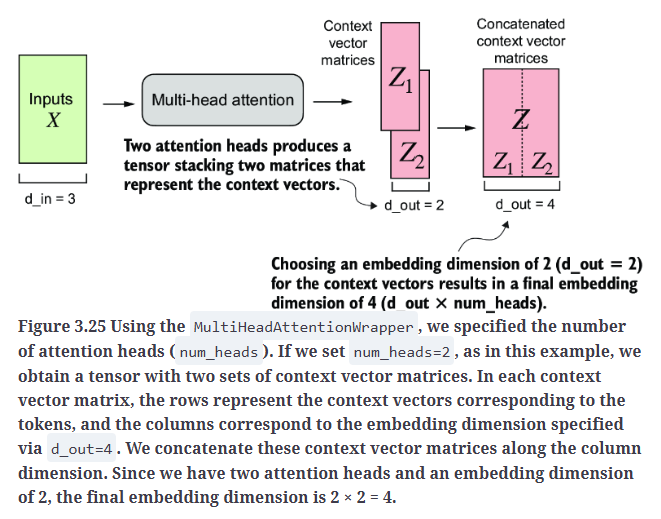 Context
vector
matrices
Concatenated
context vector
matrices
Inputs
X
Multi-head attention
Z1
Z2
Z
Z1 Z2
Two attention heads produces a
tensor stacking two matrices that
represent the context vectors.
d_in = 3
d_out = 2
d_out = 4
Choosing an embedding dimension of 2 (d_out = 2)
for the context vectors results in a final embedding
dimension of 4 (d_out × num_heads).
Figure 3.25 Using the MultiHeadAttentionWrapper, we specified the number
of attention heads (num_heads). If we set num_heads=2, as in this example, we
obtain a tensor with two sets of context vector matrices. In each context
vector matrix, the rows represent the context vectors corresponding to the
tokens, and the columns correspond to the embedding dimension specified
via d_out=4. We concatenate these context vector matrices along the column
dimension. Since we have two attention heads and an embedding dimension
of 2, the final embedding dimension is 2 × 2 = 4.